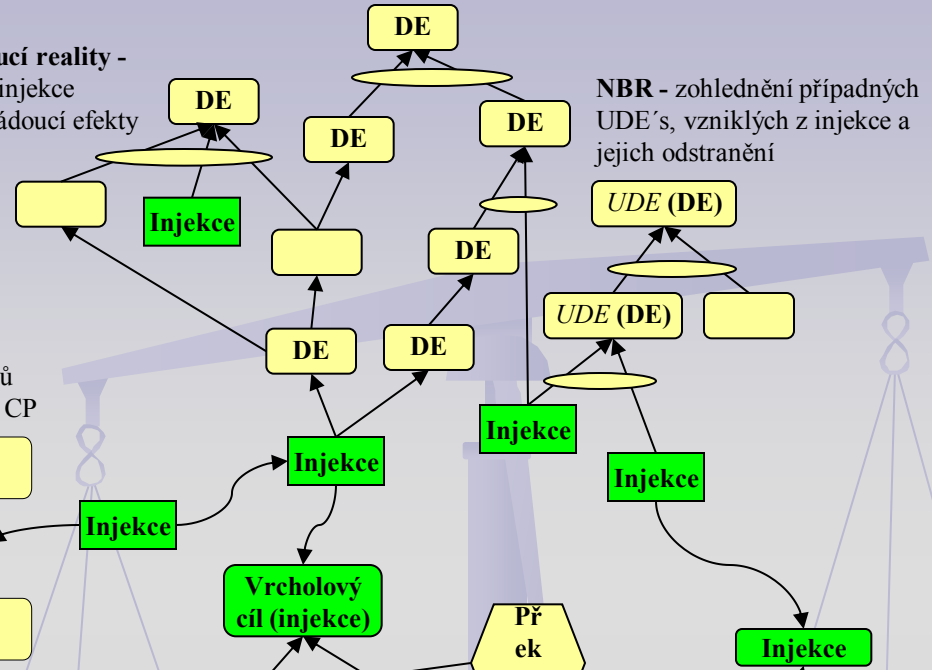 DE
ucí reality -
injekce
ádoucí efekty
DE
DE
DE
NBR - zohlednění případných
UDE´s, vzniklých z injekce a
jejich odstranění
Injekce
UDE (DE)
DE
UDE (DE)
DE
DE
ů
CP
Injekce
Injekce
Injekce
Injekce
Vrcholový
cíl (injekce)
Př
ek
Injekce